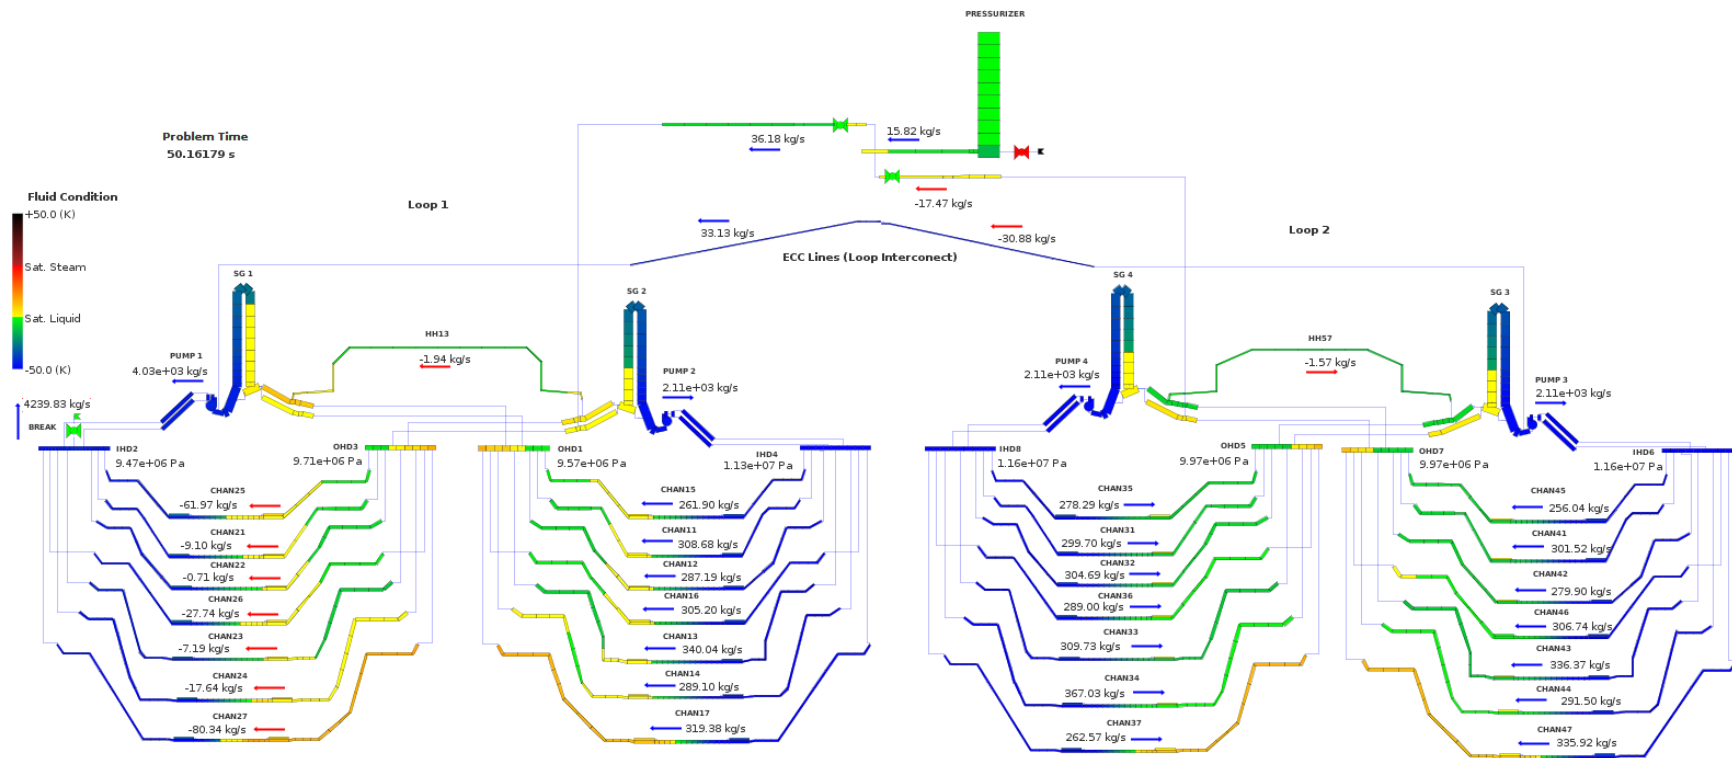 PRESSURIZER
Problem Time
50.16179 s
36.18 kg/s
15.82 kg/s
-17.47 kg/s
Fluid Condition
+50.0 (K)
Sat. Steam
Sat. Liquid
-50.0 (K)
Loop 1
33.13 kg/s
-30.88 kg/s
Loop 2
ECC Lines (Loop Interconect)
SG 1
SG 2
SG 4
SG 3
HH13
-1.94 kg/s
HH57
-1.57 kg/s
PUMP 1
4.03e+03 kg/s
PUMP 2
2.11e+03 kg/s
PUMP 4
2.11e+03 kg/s
PUMP 3
2.11e+03 kg/s
4239.83 kg/s
BREAK
IHD2
9.47e+06 Pa
OHD3
9.71e+06 Pa
OHD1
9.57e+06 Pa
IHD4
1.13e+07 Pa
IHD8
1.16e+07 Pa
OHD5
9.97e+06 Pa
OHD7
9.97e+06 Pa
IHD6
1.16e+07 Pa
CHAN25
-61.97 kg/s
CHAN21
-9.10 kg/s
CHAN22
-0.71 kg/s
CHAN26
-27.74 kg/s
CHAN23
-7.19 kg/s
CHAN24
-17.64 kg/s
CHAN27
-80.34 kg/s
CHAN15
261.90 kg/s
CHAN11
308.68 kg/s
CHAN12
287.19 kg/s
CHAN16
305.20 kg/s
CHAN13
340.04 kg/s
CHAN14
289.10 kg/s
CHAN17
319.38 kg/s
CHAN35
278.29 kg/s
CHAN31
299.70 kg/s
CHAN32
304.69 kg/s
CHAN36
289.00 kg/s
CHAN33
309.73 kg/s
CHAN34
367.03 kg/s
CHAN37
262.57 kg/s
CHAN45
256.04 kg/s
CHAN41
301.52 kg/s
CHAN42
279.90 kg/s
CHAN46
306.74 kg/s
CHAN43
336.37 kg/s
CHAN44
291.50 kg/s
CHAN47
335.92 kg/s